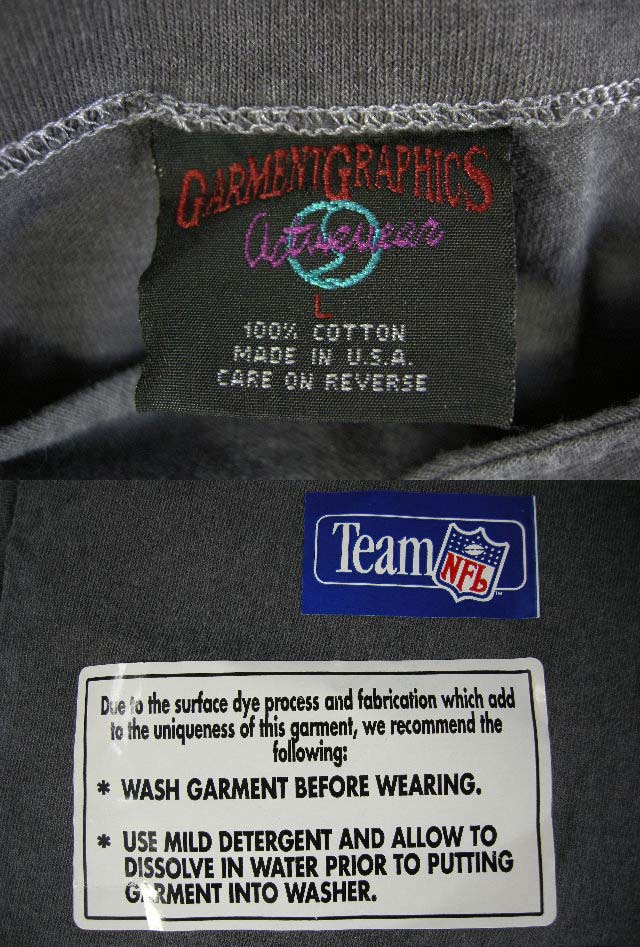 GARMENTGRAPHICS
Activewear
L
100% COTTON
MADE IN U.S.A.
CARE ON REVERSE
Team NFL
TM
Due to the surface dye process and fabrication which add
to the uniqueness of this garment, we recommend the
following:
* WASH GARMENT BEFORE WEARING.
* USE MILD DETERGENT AND ALLOW TO
DISSOLVE IN WATER PRIOR TO PUTTING
GARMENT INTO WASHER.